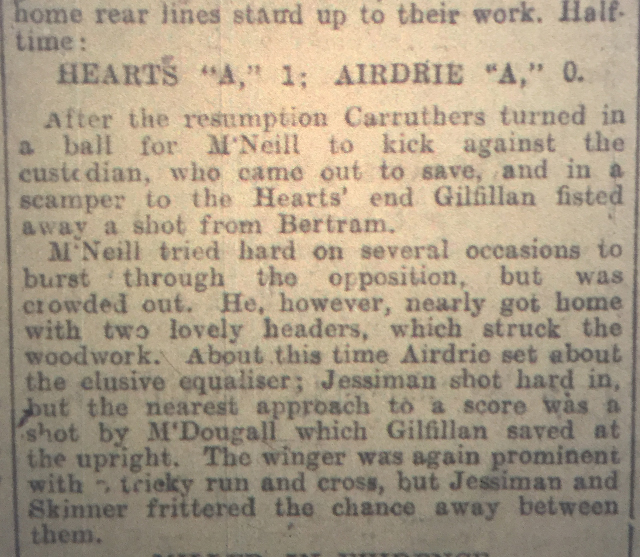 home rear lines stand up to their work. Half-
time:
HEARTS "A," 1; AIRDRIE "A," 0.
After the resumption Carruthers turned in
a ball for M'Neill to kick against the
custodian, who came out to save, and in a
scamper to the Hearts' end Gilfillan fisted
away a shot from Bertram.
M'Neill tried hard on several occasions to
burst through the opposition, but was
crowded out. He, however, nearly got home
with two lovely headers, which struck the
woodwork. About this time Airdrie set about
the elusive equaliser; Jessiman shot hard in,
but the nearest approach to a score was a
shot by M'Dougall which Gilfillan saved at
the upright. The winger was again prominent
with tricky run and cross, but Jessiman and
Skinner frittered the chance away between
them.